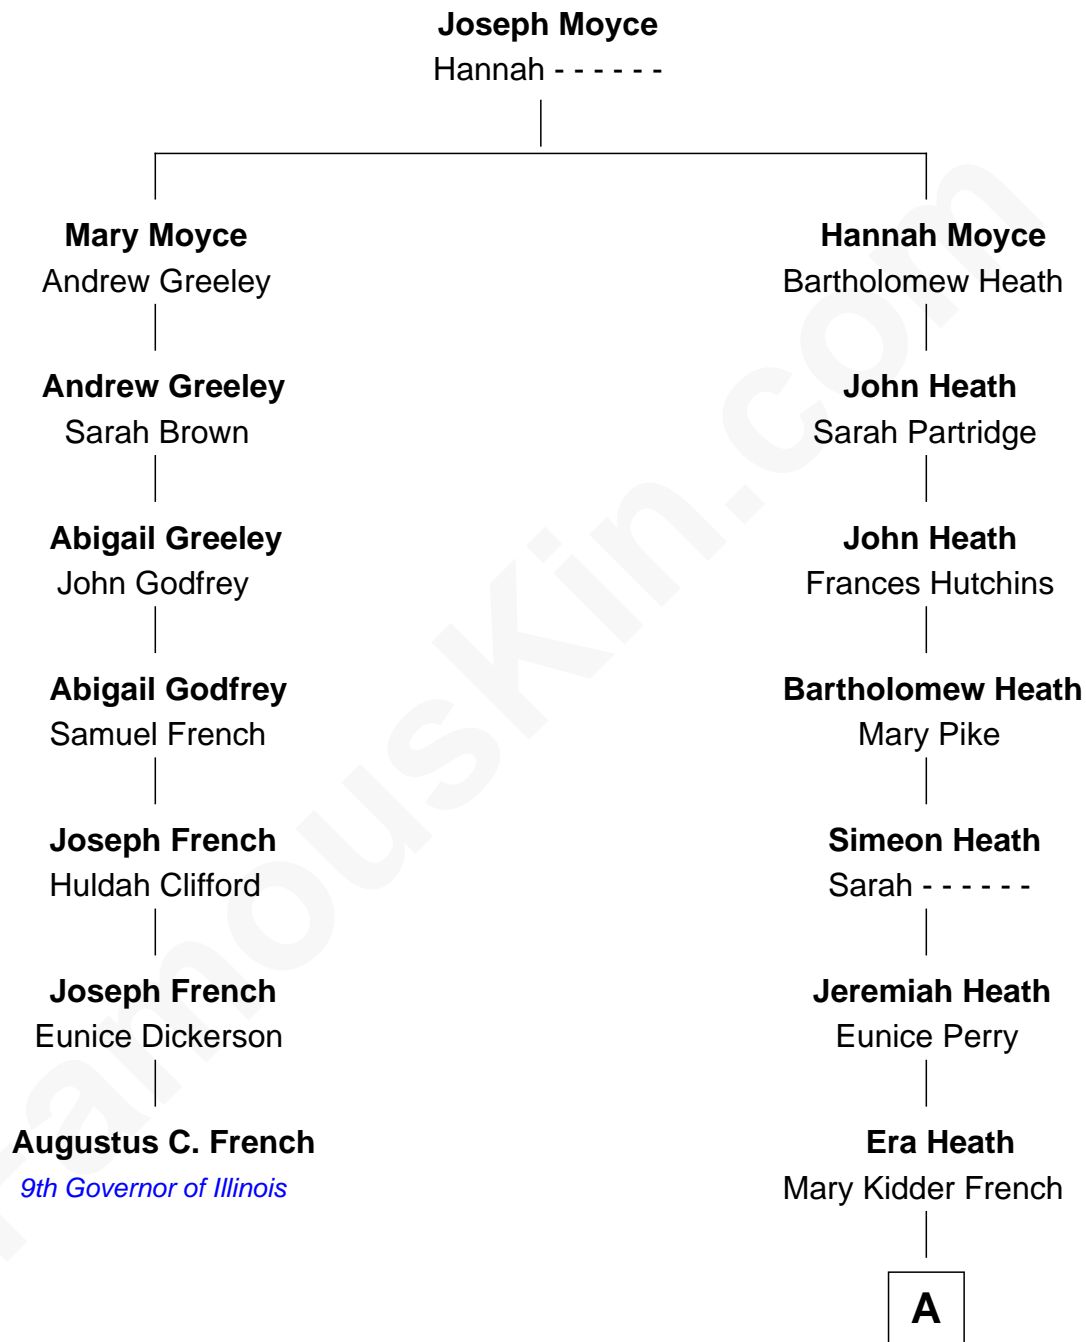 Joseph Moyce
Hannah - - - - - -
Mary Moyce
Andrew Greeley
Hannah Moyce
Bartholomew Heath
Andrew Greeley
Sarah Brown
John Heath
Sarah Partridge
Abigail Greeley
John Godfrey
John Heath
Frances Hutchins
Abigail Godfrey
Samuel French
Bartholomew Heath
Mary Pike
Joseph French
Huldah Clifford
Simeon Heath
Sarah - - - - - -
Joseph French
Eunice Dickerson
Jeremiah Heath
Eunice Perry
Augustus C. French
9th Governor of Illinois
Era Heath
Mary Kidder French
A
FamousKin.com